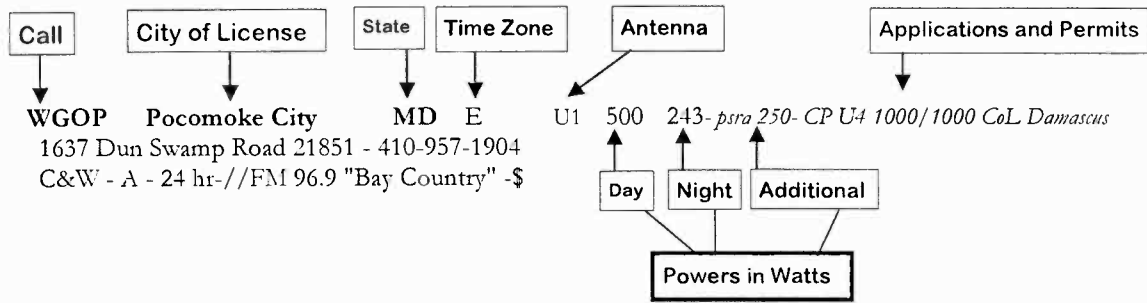 Call City of License State Time Zone Antenna Applications and Permits
WGOP Pocomoke City MD E U1 500 243- psra 250- CP U4 1000/1000 CoL Damascus
1637 Dun Swamp Road 21851 - 410-957-1904
C&W - A - 24 hr-//FM 96.9 "Bay Country" -$
Day Night Additional
Powers in Watts